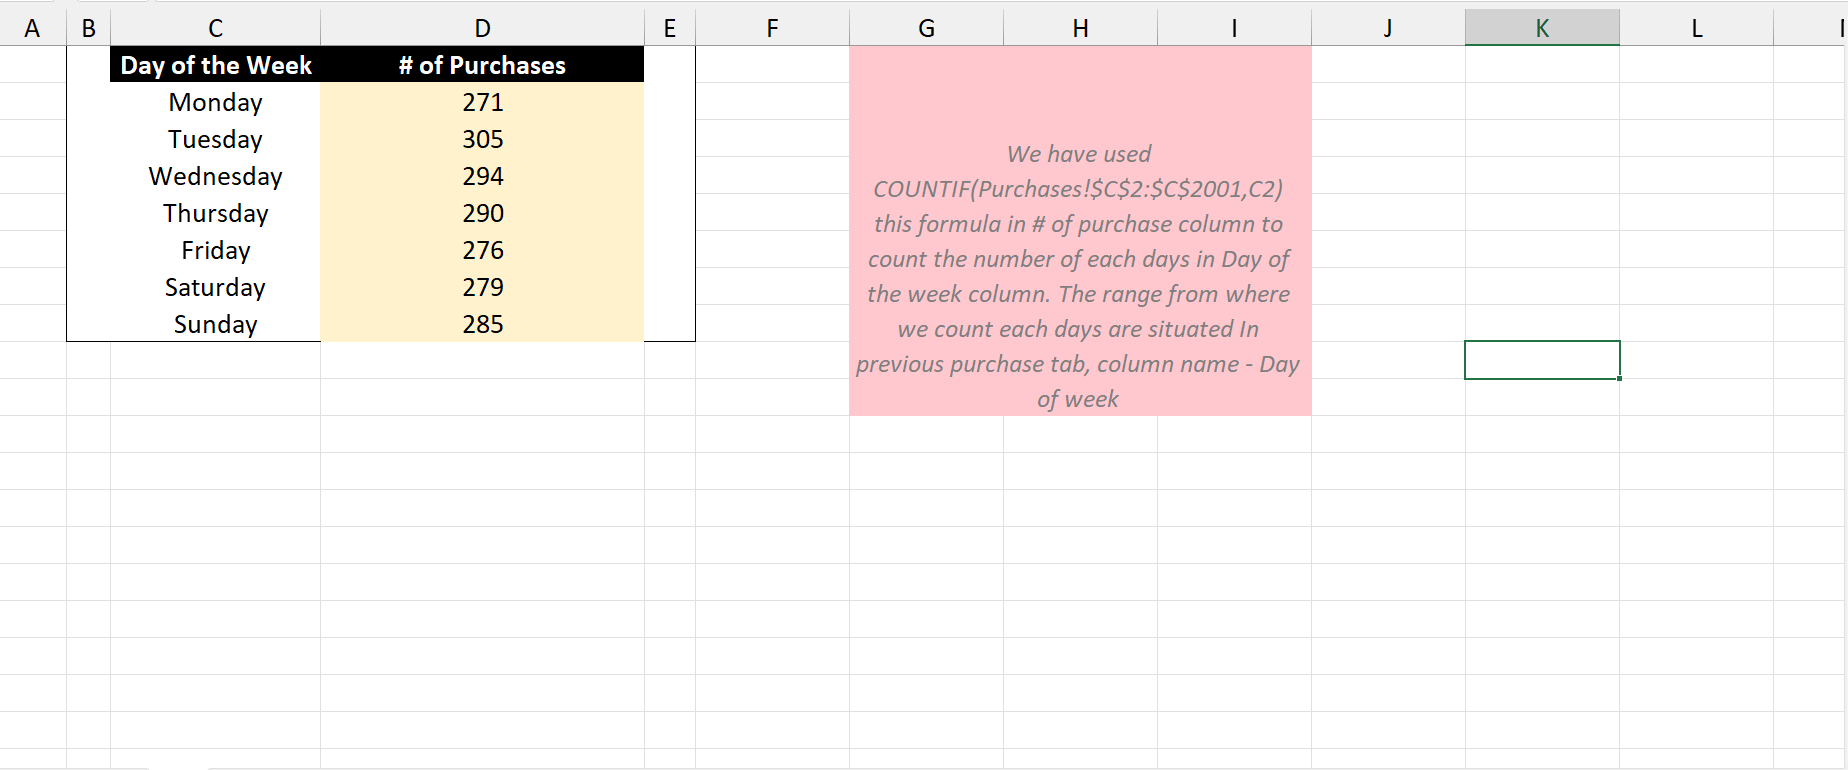 A B C D E F G H I J K L
Day of the Week # of Purchases
Monday 271
Tuesday 305
Wednesday 294
Thursday 290
Friday 276
Saturday 279
Sunday 285
We have used
COUNTIF(Purchases!$C$2:$C$2001,C2)
this formula in # of purchase column to
count the number of each days in Day of
the week column. The range from where
we count each days are situated In
previous purchase tab, column name - Day
of week